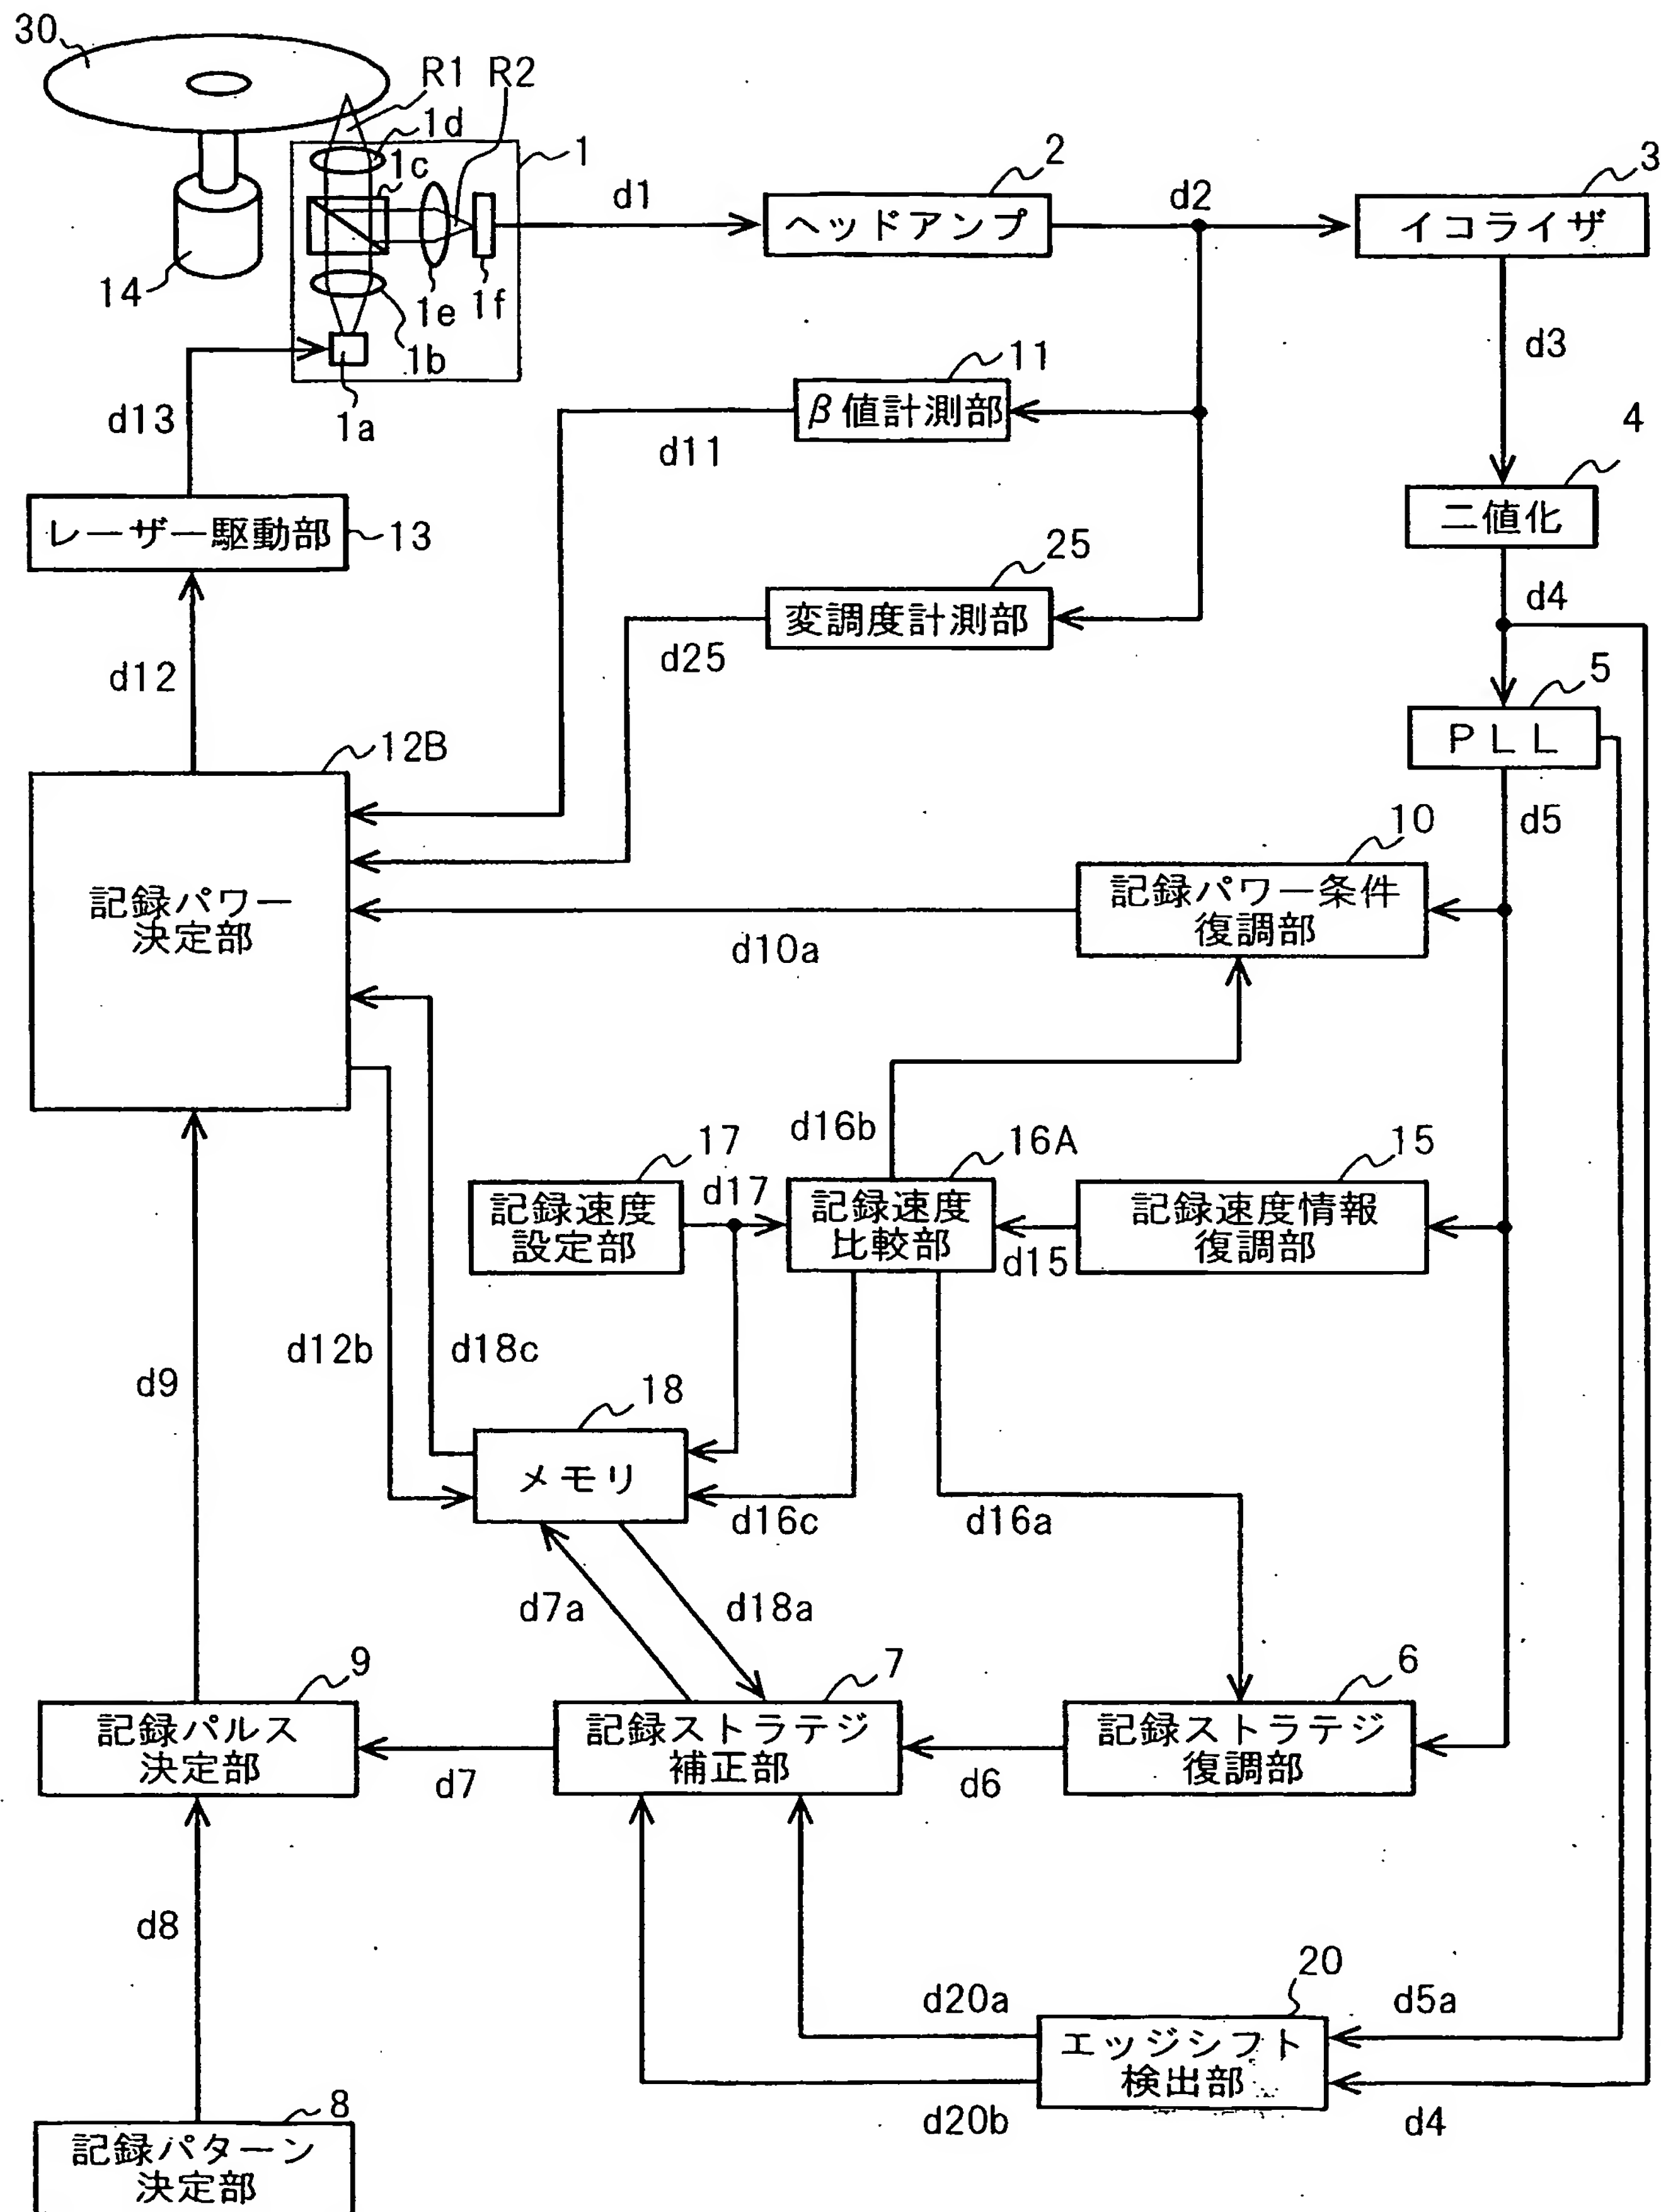 30
R1 R2
1d
1c
1
2
3
d1
ヘッドアンプ
d2
イコライザ
14
1e
1f
1b
1a
d3
11
β値計測部
d11
d13
4
二値化
レーザー駆動部
13
25
変調度計測部
d25
d4
d12
5
PLL
d5
12B
10
記録パワー
決定部
記録パワー条件
復調部
d10a
d16b
17
16A
15
d17
記録速度
設定部
記録速度
比較部
d15
記録速度情報
復調部
d12b
d18c
d9
18
メモリ
d16c
d16a
d7a
d18a
9
7
6
記録パルス
決定部
d7
記録ストラテジ
補正部
d6
記録ストラテジ
復調部
d8
20
d20a
d5a
エッジシフト
検出部
d20b
d4
8
記録パターン
決定部